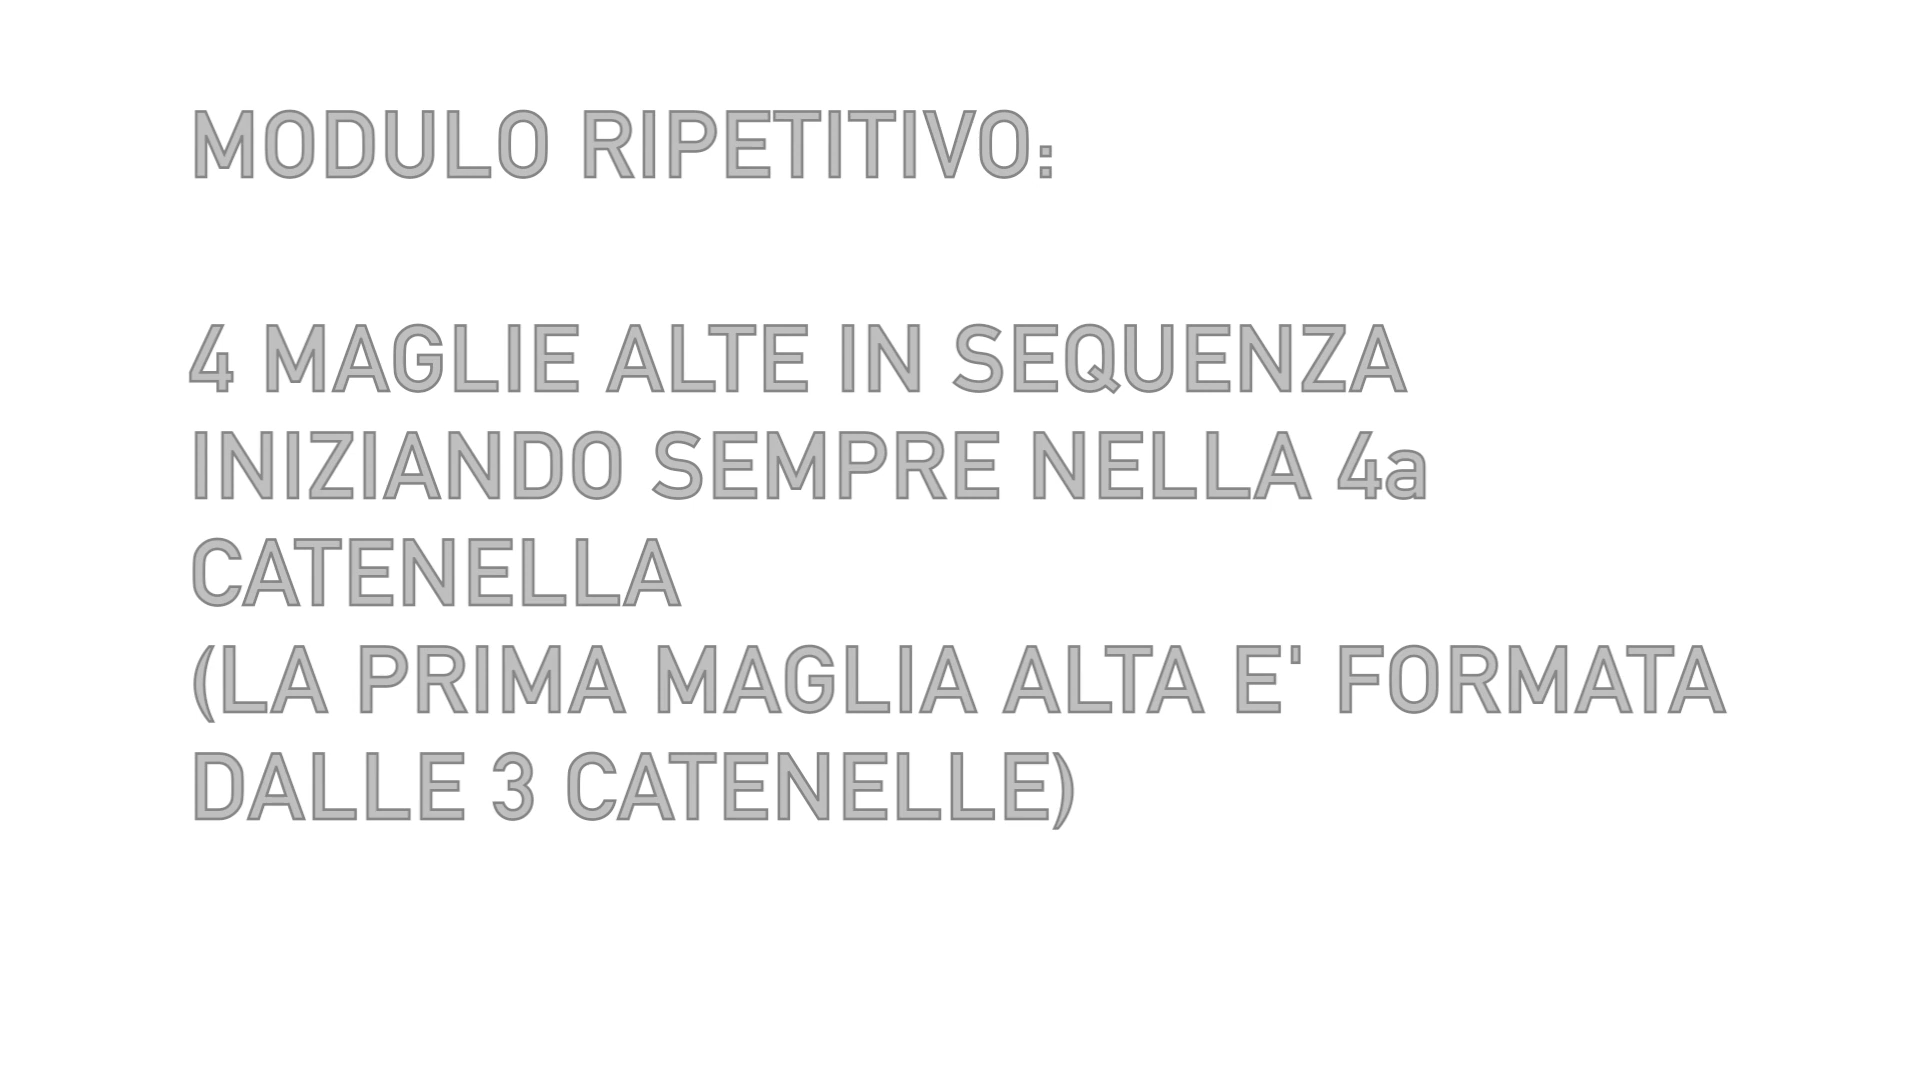 MODULO RIPETITIVO:
4 MAGLIE ALTE IN SEQUENZA
INIZIANDO SEMPRE NELLA 4a
CATENELLA
(LA PRIMA MAGLIA ALTA E' FORMATA
DALLE 3 CATENELLE)